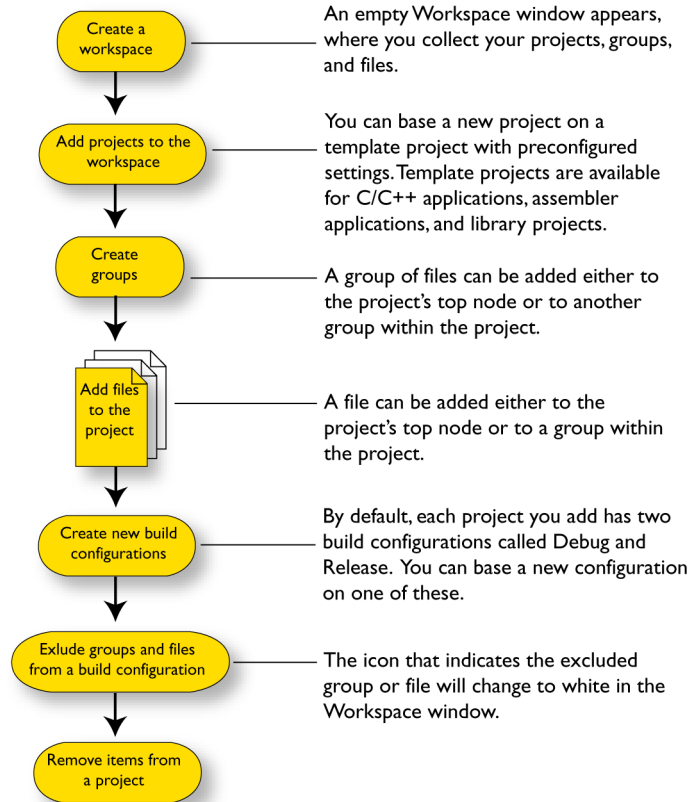 Create a
workspace
An empty Workspace window appears,
where you collect your projects, groups,
and files.
Add projects to the
workspace
You can base a new project on a
template project with preconfigured
settings. Template projects are available
for C/C++ applications, assembler
applications, and library projects.
Create
groups
A group of files can be added either to
the project's top node or to another
group within the project.
Add files
to the
project
A file can be added either to the
project's top node or to a group within
the project.
Create new build
configurations
By default, each project you add has two
build configurations called Debug and
Release. You can base a new configuration
on one of these.
Exlude groups and files
from a build configuration
The icon that indicates the excluded
group or file will change to white in the
Workspace window.
Remove items from
a project